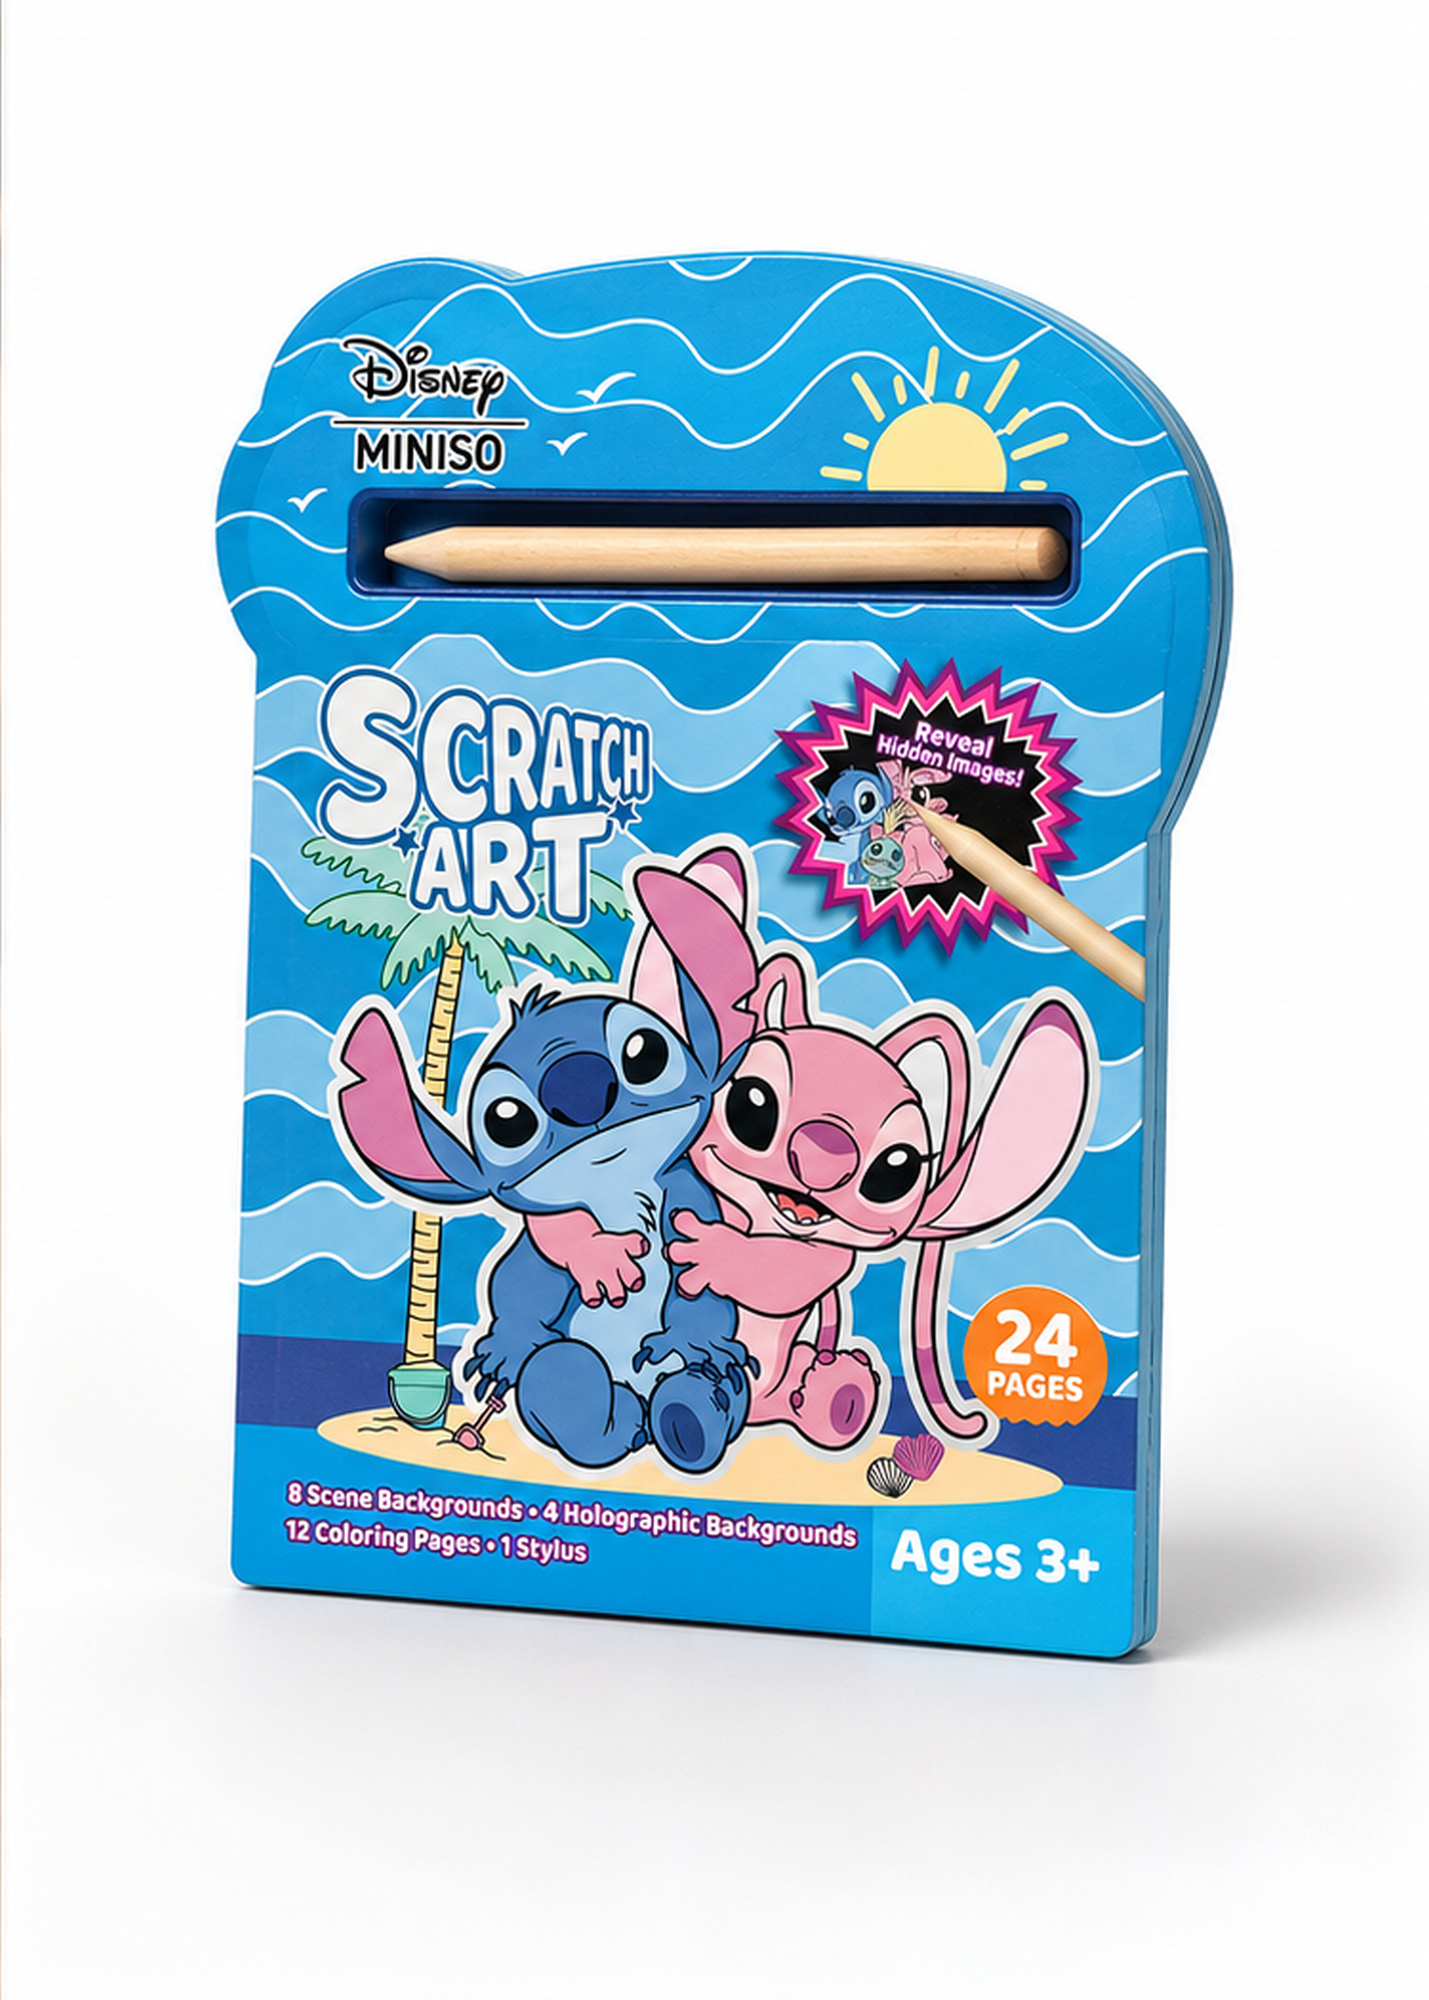 Disney
MINISO
SCRATCH
ART
Reveal
Hidden Images!
24
PAGES
8 Scene Backgrounds • 4 Holographic Backgrounds
12 Coloring Pages • 1 Stylus
Ages 3+